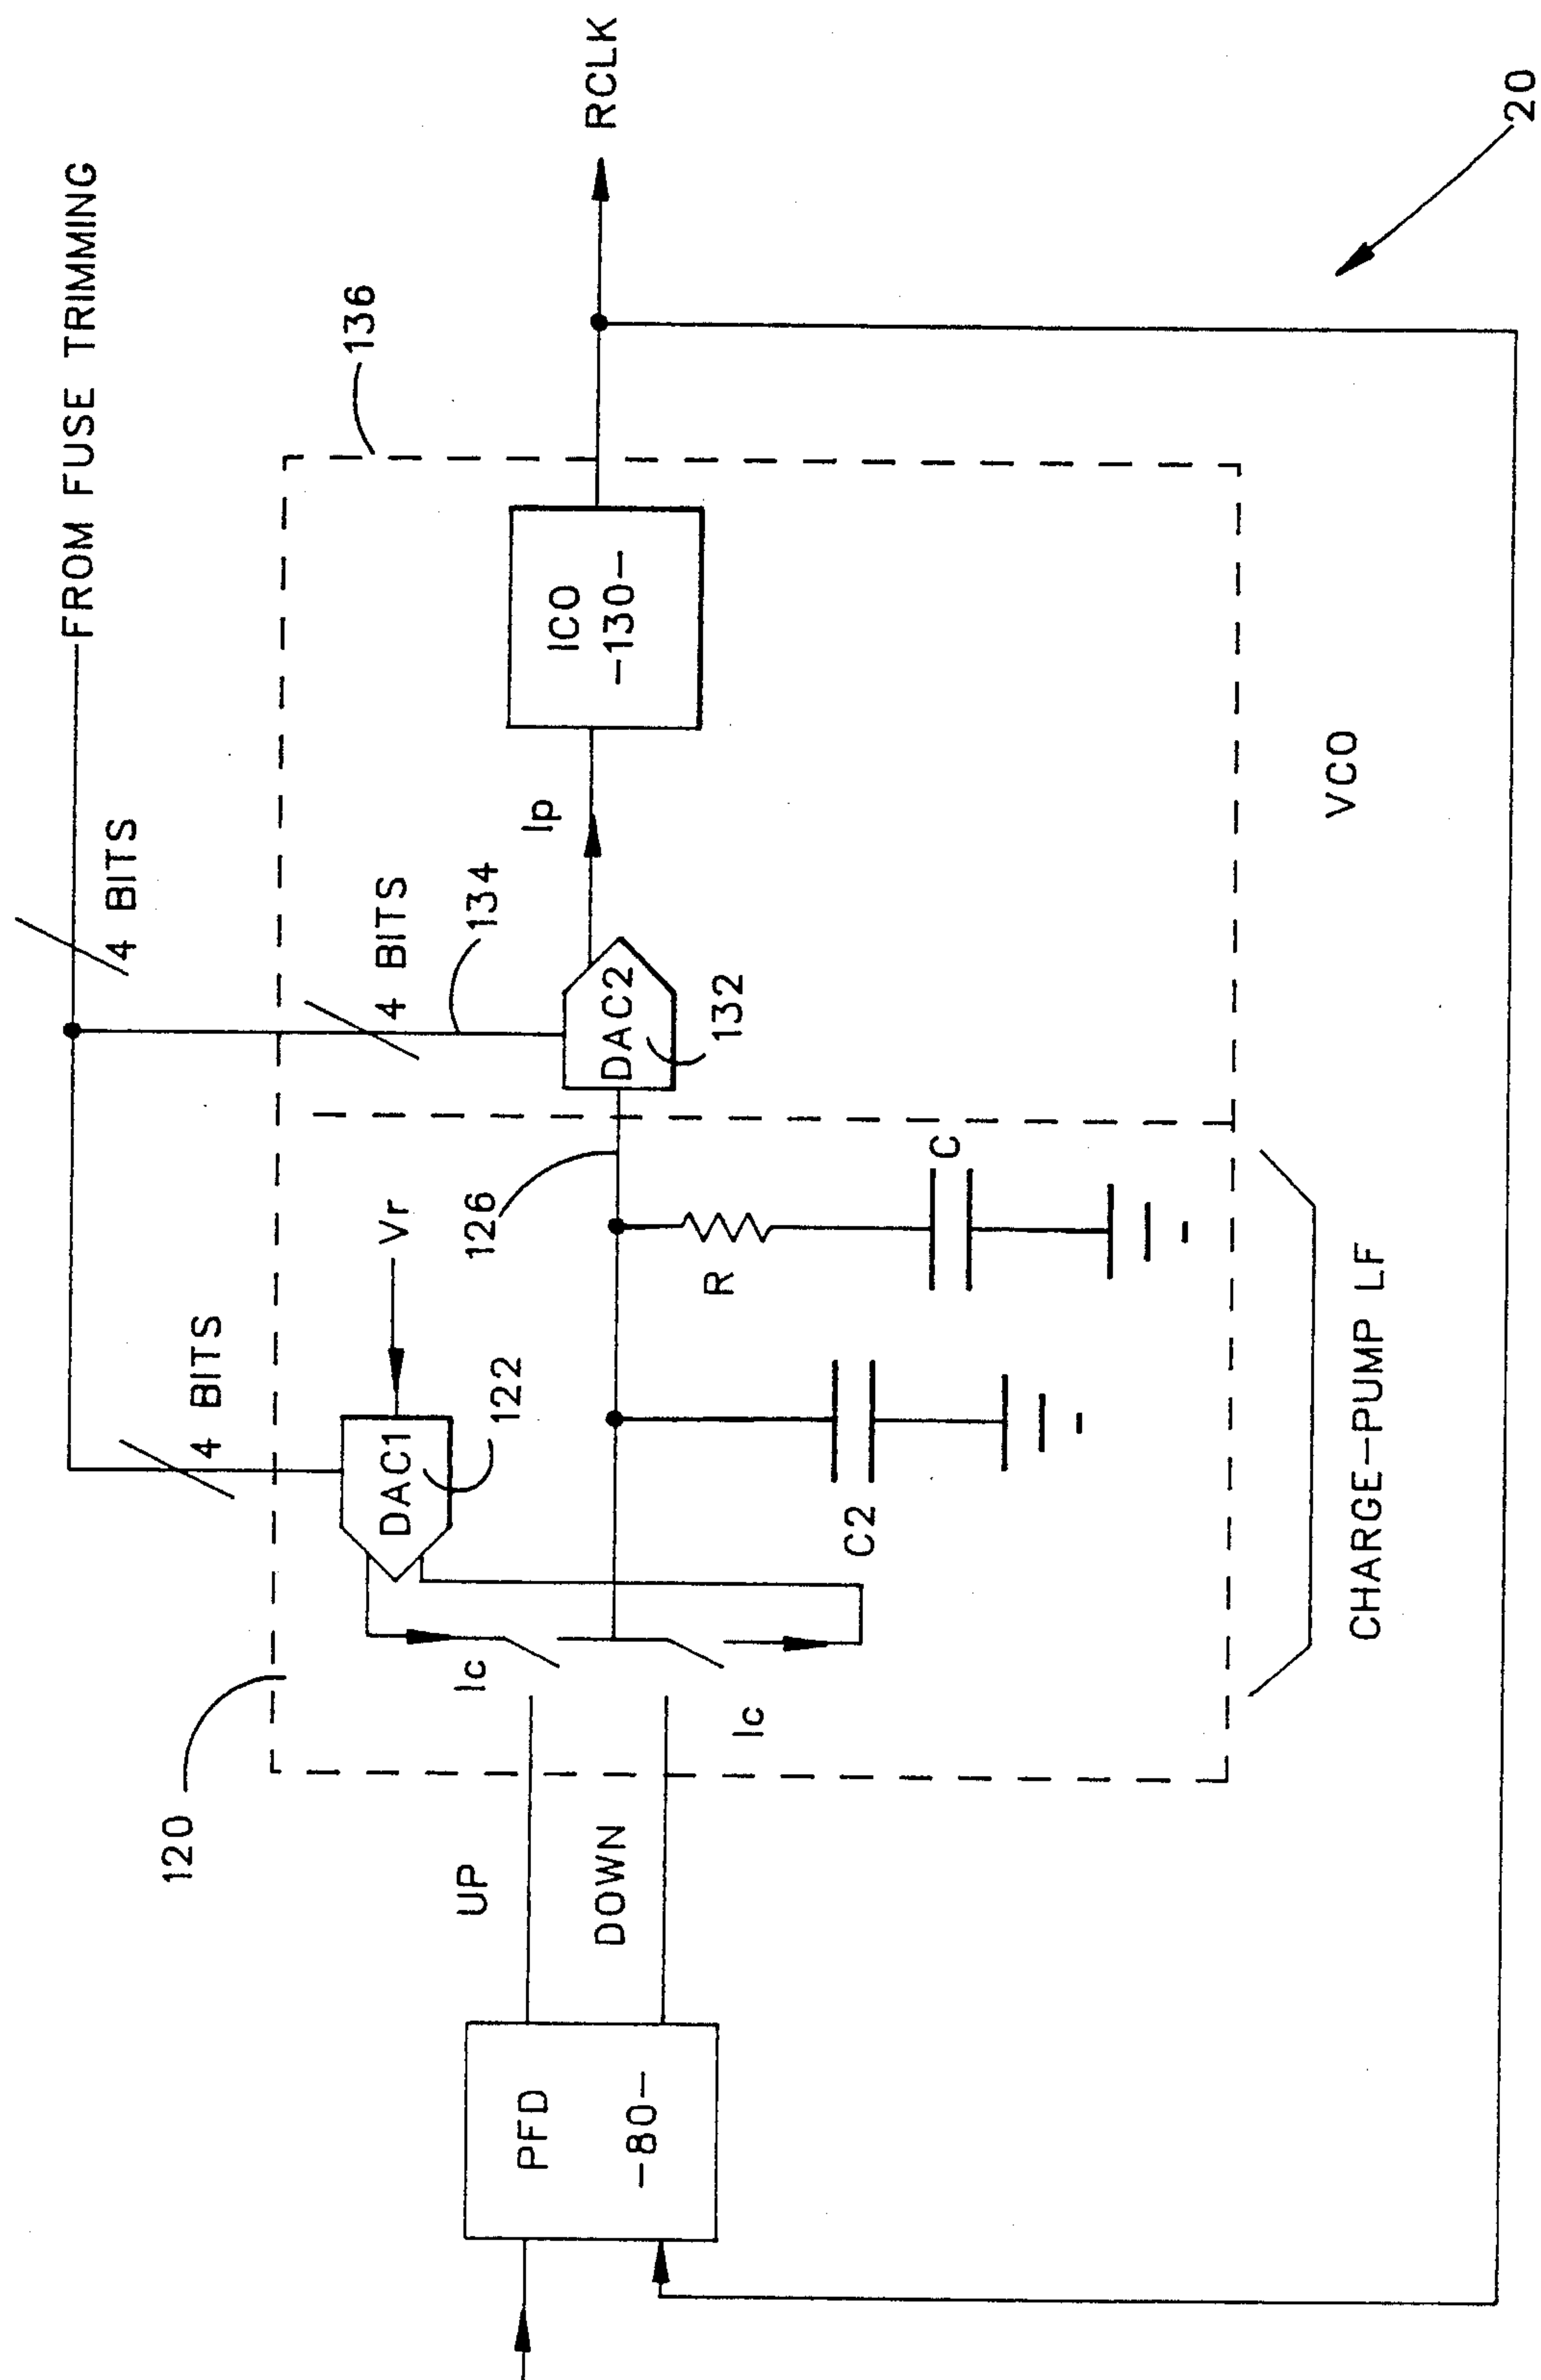 FROM FUSE TRIMMING
4 BITS
4 BITS
4 BITS
120
136
134
Vr
DAC1
122
126
Ic
Ic
UP
DOWN
PFD
-80-
DAC2
132
Ip
ICO
-130-
RCLK
R
C
C2
VCO
CHARGE-PUMP LF
20